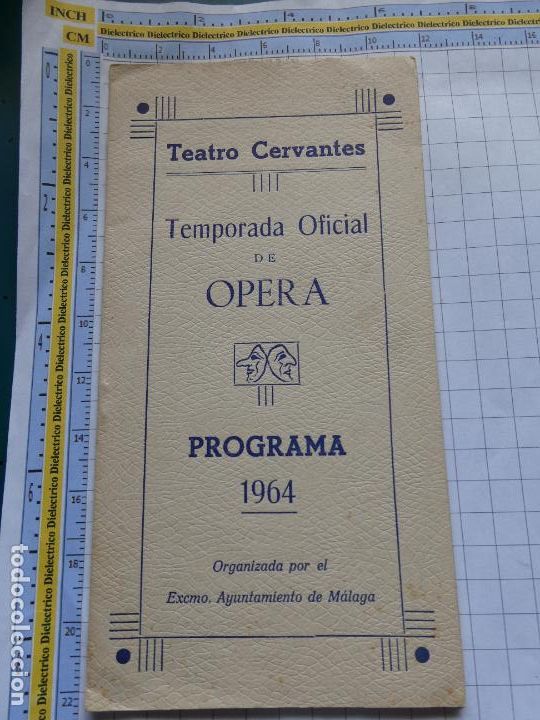 INCH
CM
Dielectrico Dielectrico Dielectrico Dielectrico Dielectrico Dielectrico Dielectrico Dielectrico Dielectrico
Teatro Cervantes
Temporada Oficial
DE
OPERA
PROGRAMA
1964
Organizada por el
Excmo. Ayuntamiento de Málaga
todocoleccion